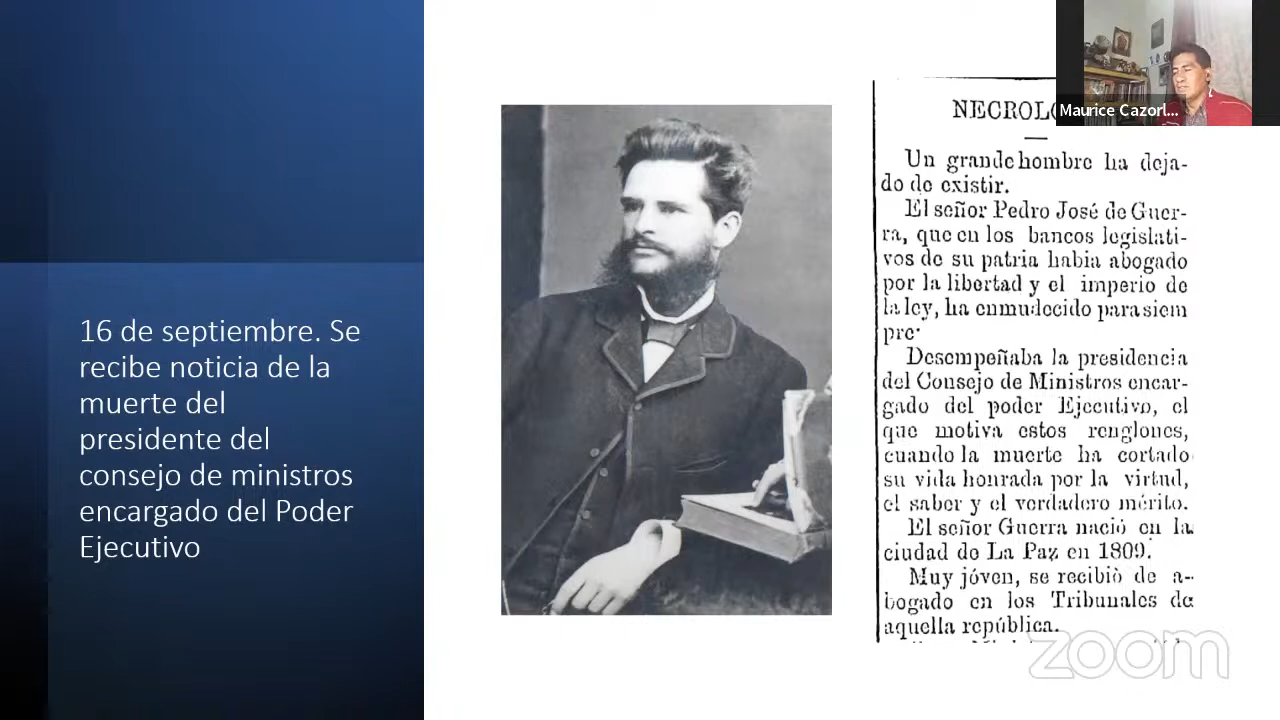 16 de septiembre. Se
recibe noticia de la
muerte del
presidente del
consejo de ministros
encargado del Poder
Ejecutivo
NECROLO
Un grande hombre ha deja-
do de existir.
El señor Pedro José de Guer-
ra, que en los bancos legislati-
vos de su patria habia abogado
por la libertad y el imperio de
la ley, ha enmudecido para siem
pre·
Desempeñaba la presidencia
del Consejo de Ministros encar-
gado del poder Ejecutivo, el
que motiva estos renglones,
cuando la muerte ha cortado
su vida honrada por la virtud,
el saber y el verdadero mérito.
El señor Guerra nació en la
ciudad de La Paz en 1809.
Muy jóven, se recibiò de a-
bogado en los Tribunales de
aquella república.
Maurice Cazorl...
zoom